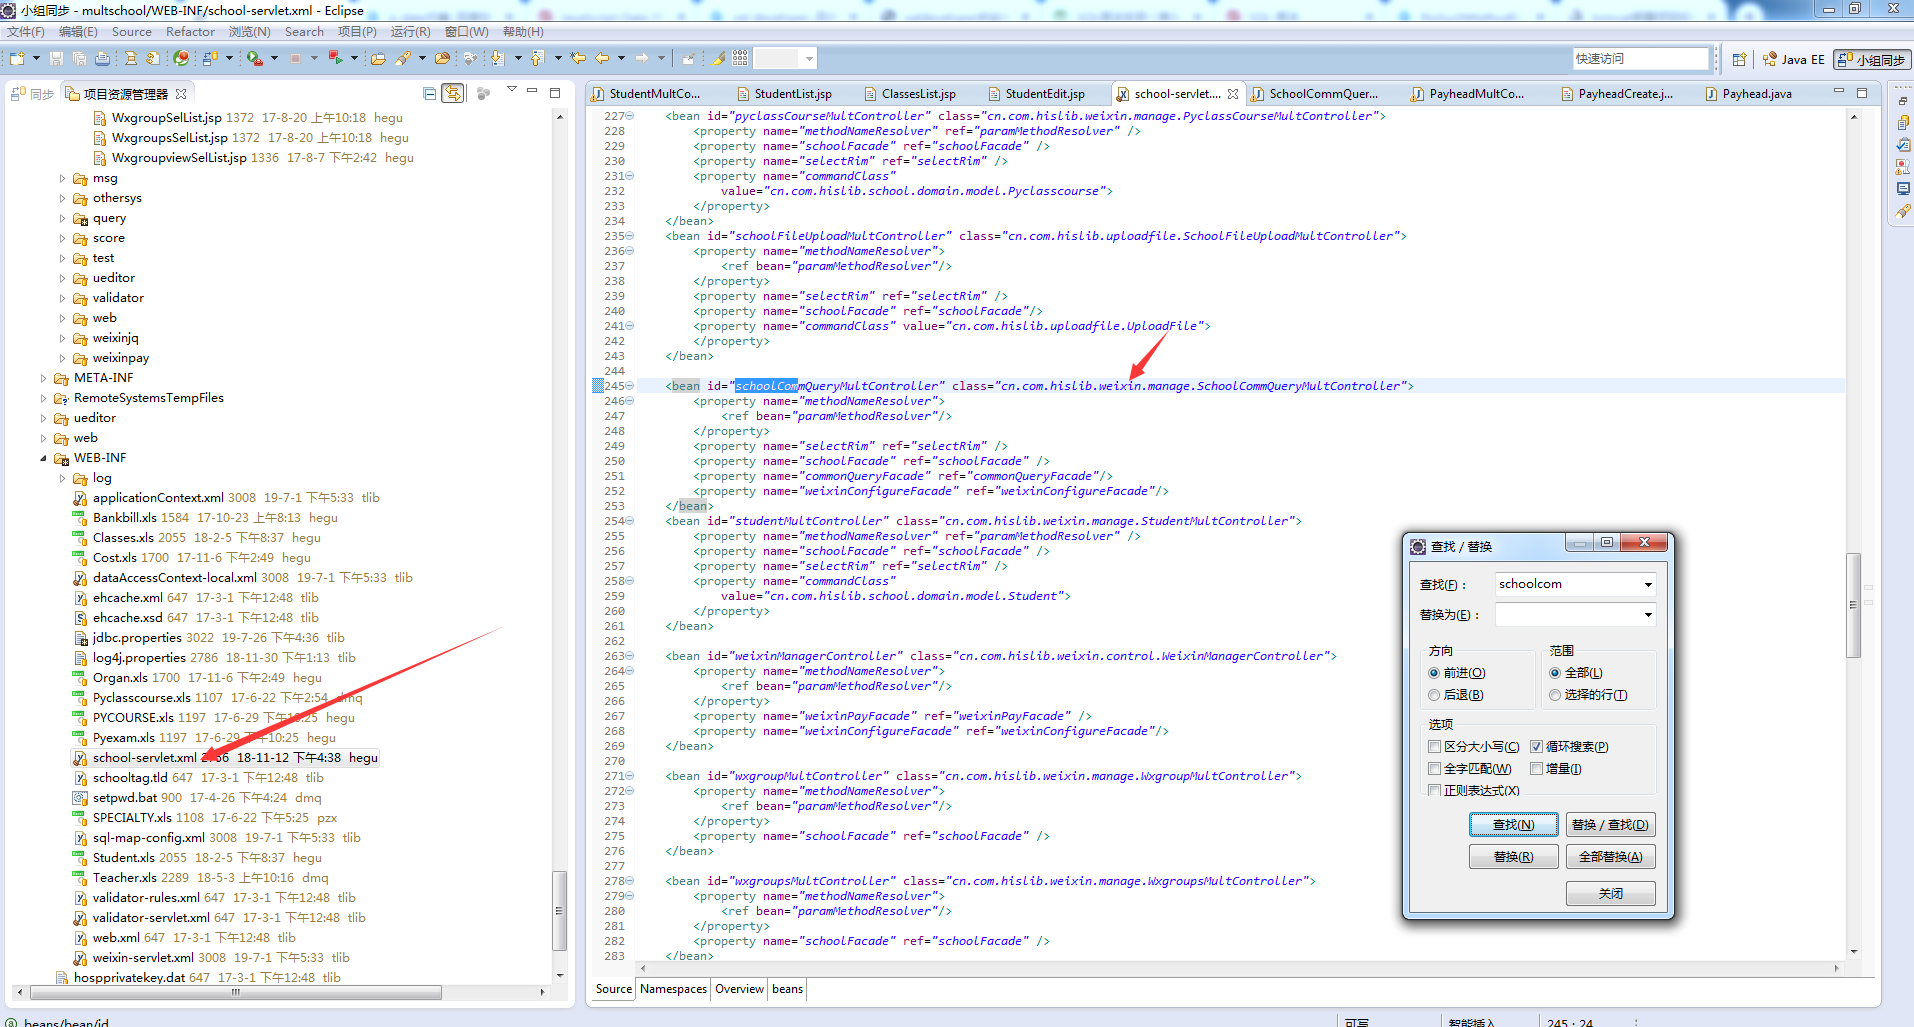 小组同步 - multschool/WEB-INF/school-servlet.xml - Eclipse
文件(F) 编辑(E) Source Refactor 浏览(N) Search 项目(P) 运行(R) 窗口(W) 帮助(H)
快速访问
Java EE
小组同步
同步 项目资源管理器
WxgroupSelList.jsp 1372 17-8-20 上午10:18 hegu
WxgroupsSelList.jsp 1372 17-8-20 上午10:18 hegu
WxgroupviewSelList.jsp 1336 17-8-7 下午2:42 hegu
msg
othersys
query
score
test
ueditor
validator
web
weixinjq
weixinpay
META-INF
RemoteSystemsTempFiles
ueditor
web
WEB-INF
log
applicationContext.xml 3008 19-7-1 下午5:33 tlib
Bankbill.xls 1584 17-10-23 上午8:13 hegu
Classes.xls 2055 18-2-5 下午8:37 hegu
Cost.xls 1700 17-11-6 下午2:49 hegu
dataAccessContext-local.xml 3008 19-7-1 下午5:33 tlib
ehcache.xml 647 17-3-1 下午12:48 tlib
ehcache.xsd 647 17-3-1 下午12:48 tlib
jdbc.properties 3022 19-7-26 下午4:36 tlib
log4j.properties 2786 18-11-30 下午1:13 tlib
Organ.xls 1700 17-11-6 下午2:49 hegu
Pyclasscourse.xls 1107 17-6-22 下午2:54 dmq
PYCOURSE.xls 1197 17-6-29 下午10:25 hegu
Pyexam.xls 1197 17-6-29 下午10:25 hegu
school-servlet.xml 2766 18-11-12 下午4:38 hegu
schooltag.tld 647 17-3-1 下午12:48 tlib
setpwd.bat 900 17-4-26 下午4:24 dmq
SPECIALTY.xls 1108 17-6-22 下午5:25 pzx
sql-map-config.xml 3008 19-7-1 下午5:33 tlib
Student.xls 2055 18-2-5 下午8:37 hegu
Teacher.xls 2289 18-5-3 上午10:16 dmq
validator-rules.xml 647 17-3-1 下午12:48 tlib
validator-servlet.xml 647 17-3-1 下午12:48 tlib
web.xml 647 17-3-1 下午12:48 tlib
weixin-servlet.xml 3008 19-7-1 下午5:33 tlib
hospprivatekey.dat 647 17-3-1 下午12:48 tlib
StudentMultCo... StudentList.jsp ClassesList.jsp StudentEdit.jsp school-servlet.... SchoolCommQuer... PayheadMultCo... PayheadCreate.j... Payhead.java
227 <bean id="pyclassCourseMultController" class="cn.com.hislib.weixin.manage.PyclassCourseMultController">
228 <property name="methodNameResolver" ref="paramMethodResolver" />
229 <property name="schoolFacade" ref="schoolFacade" />
230 <property name="selectRim" ref="selectRim" />
231 <property name="commandClass"
232 value="cn.com.hislib.school.domain.model.Pyclasscourse">
233 </property>
234 </bean>
235 <bean id="schoolFileUploadMultController" class="cn.com.hislib.uploadfile.SchoolFileUploadMultController">
236 <property name="methodNameResolver">
237 <ref bean="paramMethodResolver"/>
238 </property>
239 <property name="selectRim" ref="selectRim" />
240 <property name="schoolFacade" ref="schoolFacade"/>
241 <property name="commandClass" value="cn.com.hislib.uploadfile.UploadFile">
242 </property>
243 </bean>
244
245 <bean id="schoolCommQueryMultController" class="cn.com.hislib.weixin.manage.SchoolCommQueryMultController">
246 <property name="methodNameResolver">
247 <ref bean="paramMethodResolver"/>
248 </property>
249 <property name="selectRim" ref="selectRim" />
250 <property name="schoolFacade" ref="schoolFacade" />
251 <property name="commonQueryFacade" ref="commonQueryFacade"/>
252 <property name="weixinConfigureFacade" ref="weixinConfigureFacade"/>
253 </bean>
254 <bean id="studentMultController" class="cn.com.hislib.weixin.manage.StudentMultController">
255 <property name="methodNameResolver" ref="paramMethodResolver" />
256 <property name="schoolFacade" ref="schoolFacade" />
257 <property name="selectRim" ref="selectRim" />
258 <property name="commandClass"
259 value="cn.com.hislib.school.domain.model.Student">
260 </property>
261 </bean>
262
263 <bean id="weixinManagerController" class="cn.com.hislib.weixin.control.WeixinManagerController">
264 <property name="methodNameResolver">
265 <ref bean="paramMethodResolver"/>
266 </property>
267 <property name="weixinPayFacade" ref="weixinPayFacade" />
268 <property name="weixinConfigureFacade" ref="weixinConfigureFacade"/>
269 </bean>
270
271 <bean id="wxgroupMultController" class="cn.com.hislib.weixin.manage.WxgroupMultController">
272 <property name="methodNameResolver">
273 <ref bean="paramMethodResolver"/>
274 </property>
275 <property name="schoolFacade" ref="schoolFacade" />
276 </bean>
277
278 <bean id="wxgroupsMultController" class="cn.com.hislib.weixin.manage.WxgroupsMultController">
279 <property name="methodNameResolver">
280 <ref bean="paramMethodResolver"/>
281 </property>
282 <property name="schoolFacade" ref="schoolFacade" />
283 </bean>
Source Namespaces Overview beans
查找 / 替换
查找(F)： schoolcom
替换为(E)：
方向 范围
前进(O) 全部(L)
后退(B) 选择的行(T)
选项
区分大小写(C) 循环搜索(P)
全字匹配(W) 增量(I)
正则表达式(X)
查找(N) 替换 / 查找(D)
替换(R) 全部替换(A)
关闭
beans/bean/id 可写 智能插入 245 : 24